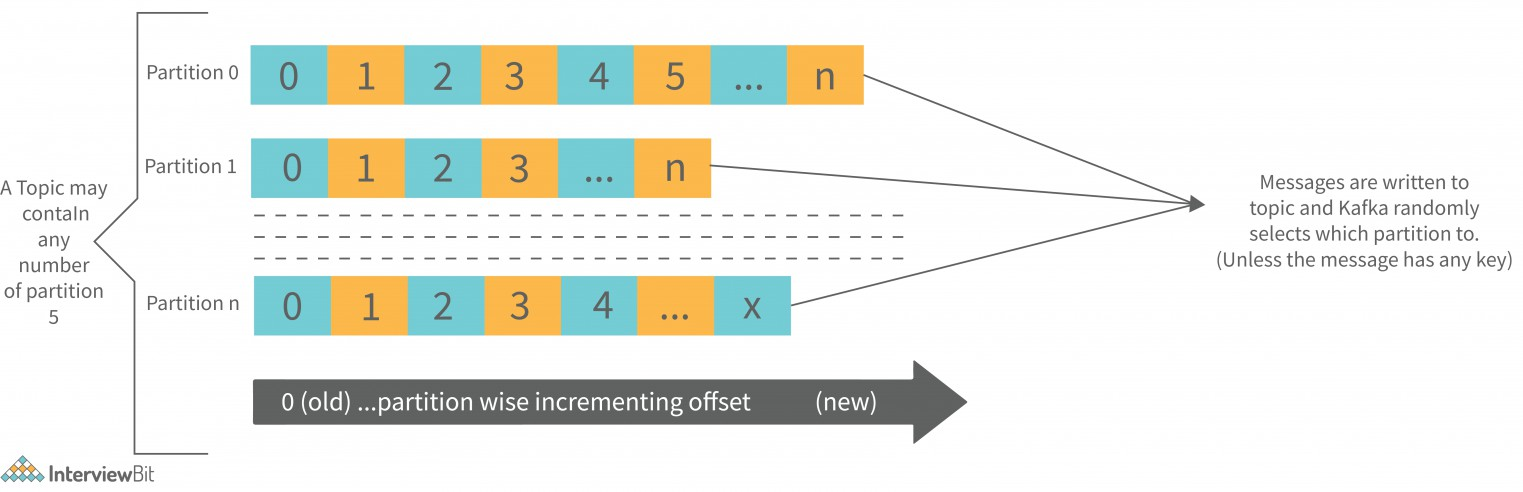 A Topic may
contaln
any
number
of partition
5
Partition 0
0 1 2 3 4 5 ... n
Partition 1
0 1 2 3 ... n
Partition n
0 1 2 3 4 ... x
0 (old) ...partition wise incrementing offset (new)
Messages are written to
topic and Kafka randomly
selects which partition to.
(Unless the message has any key)
InterviewBit